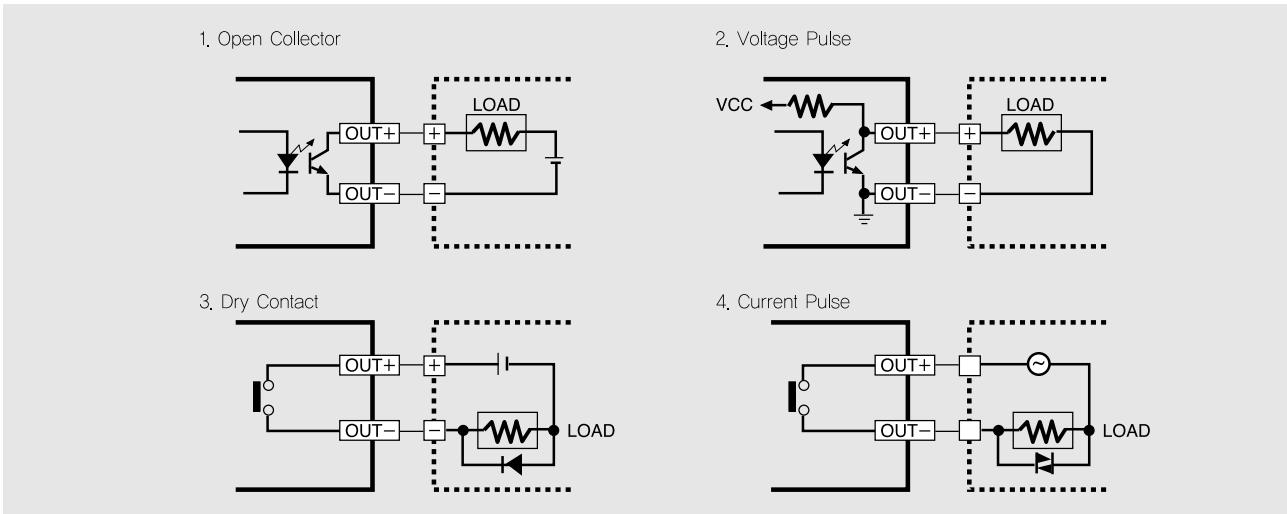 1. Open Collector
LOAD
OUT+
+
OUT−
−
2. Voltage Pulse
VCC
LOAD
OUT+
+
OUT−
−
3. Dry Contact
OUT+
+
OUT−
−
LOAD
4. Current Pulse
OUT+
~
OUT−
LOAD